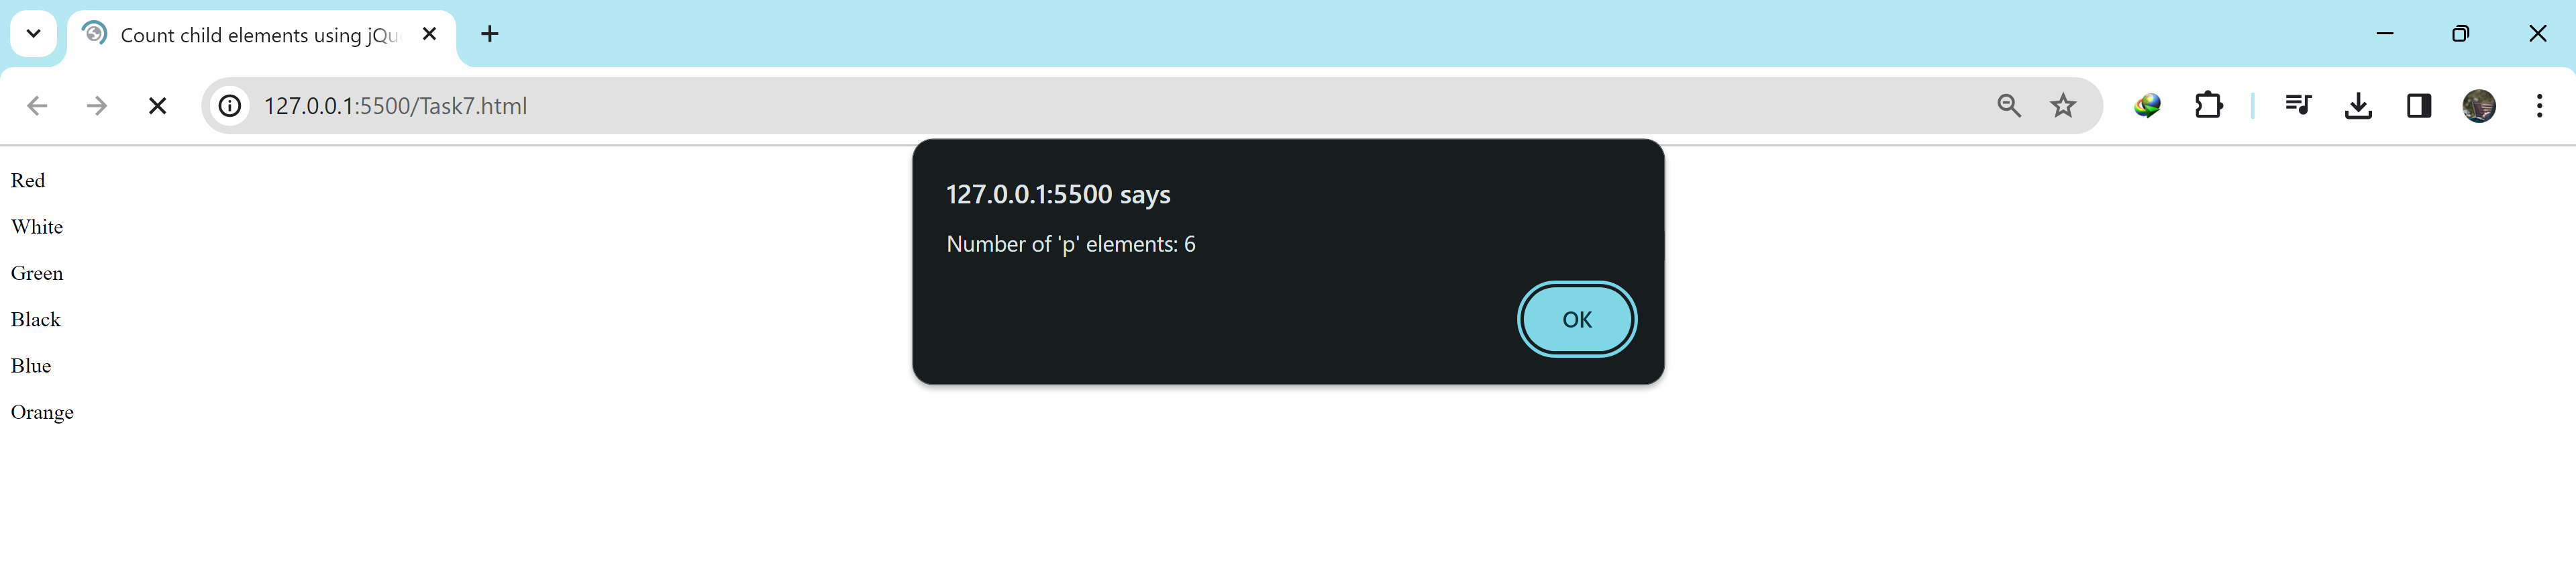 Count child elements using jQu
127.0.0.1:5500/Task7.html
127.0.0.1:5500 says
Number of 'p' elements: 6
OK
Red
White
Green
Black
Blue
Orange